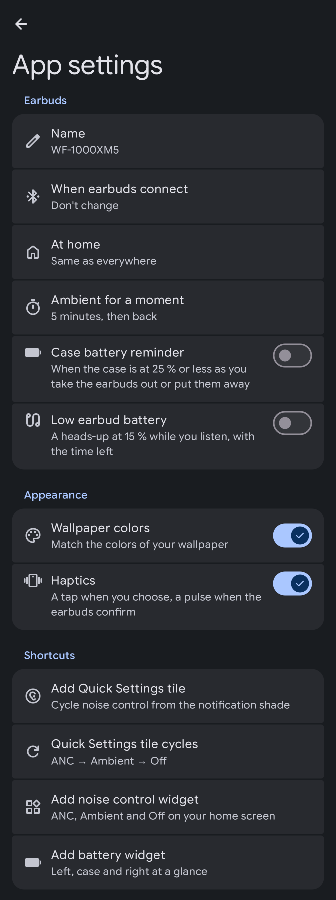 App settings
Earbuds
Name
WF-1000XM5
When earbuds connect
Don't change
At home
Same as everywhere
Ambient for a moment
5 minutes, then back
Case battery reminder
When the case is at 25 % or less as you
take the earbuds out or put them away
Low earbud battery
A heads-up at 15 % while you listen, with
the time left
Appearance
Wallpaper colors
Match the colors of your wallpaper
Haptics
A tap when you choose, a pulse when the
earbuds confirm
Shortcuts
Add Quick Settings tile
Cycle noise control from the notification shade
Quick Settings tile cycles
ANC → Ambient → Off
Add noise control widget
ANC, Ambient and Off on your home screen
Add battery widget
Left, case and right at a glance